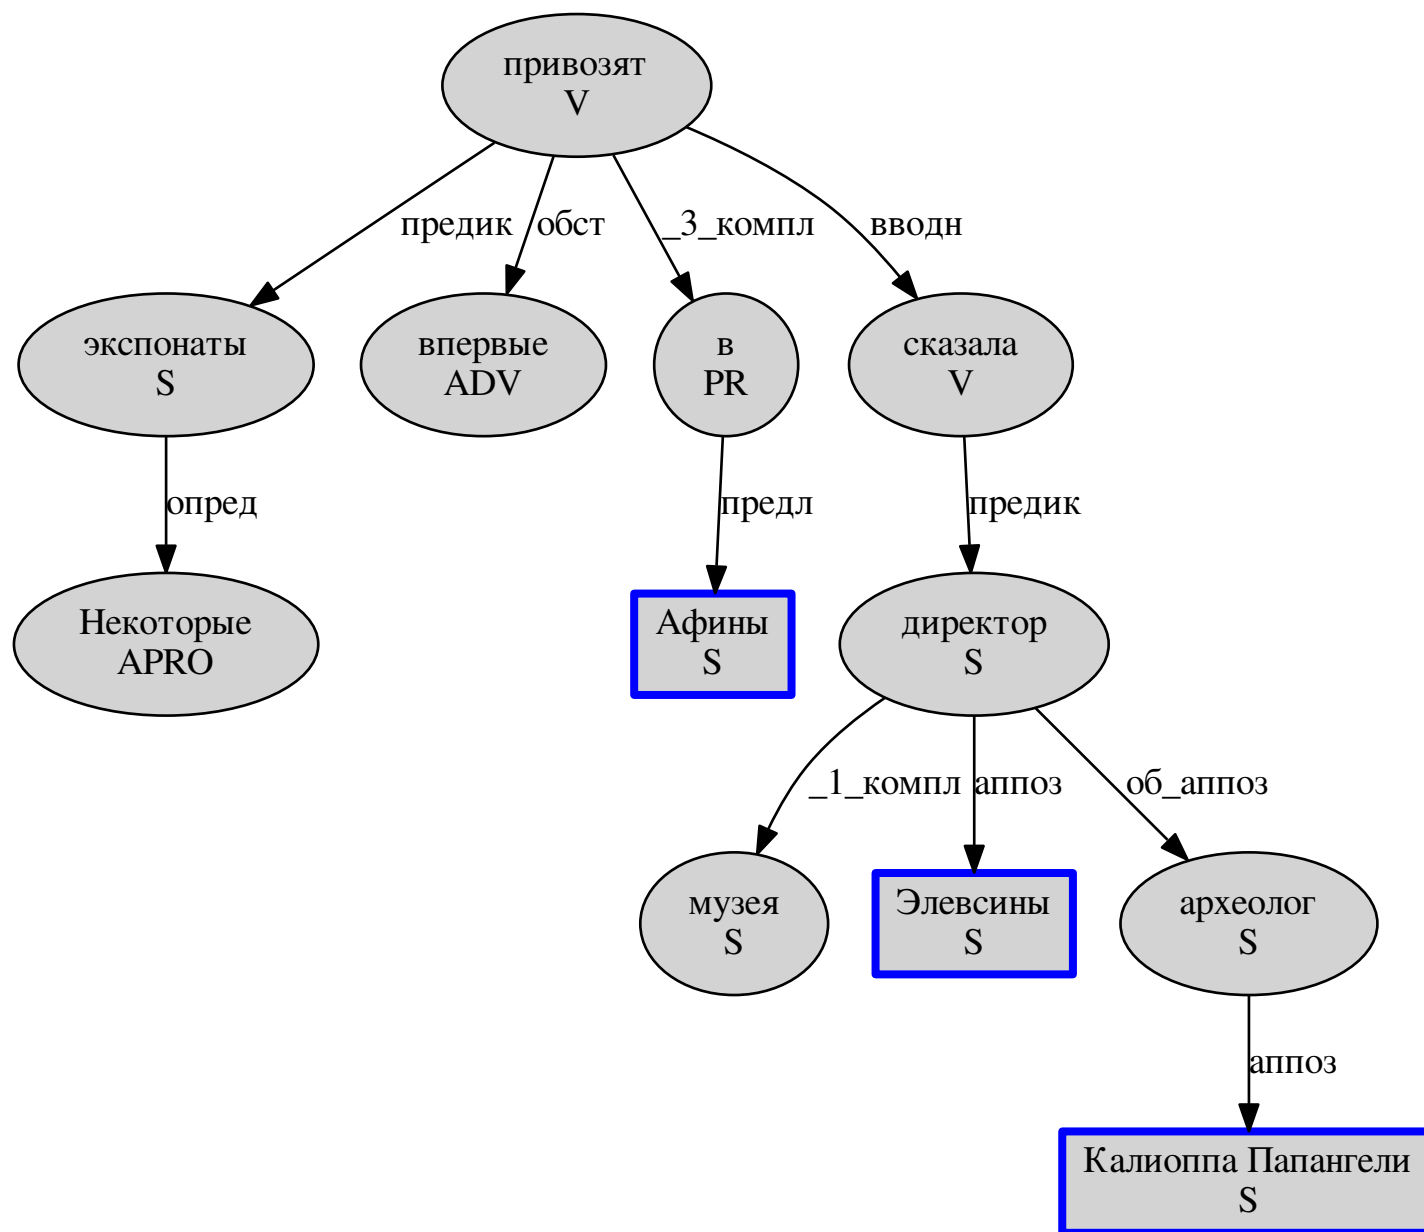 привозят
V
предик
обст
_3_компл
вводн
экспонаты
S
впервые
ADV
в
PR
сказала
V
опред
предл
предик
Некоторые
APRO
Афины
S
директор
S
_1_компл
аппоз
об_аппоз
музея
S
Элевсины
S
археолог
S
аппоз
Калиоппа Папангели
S